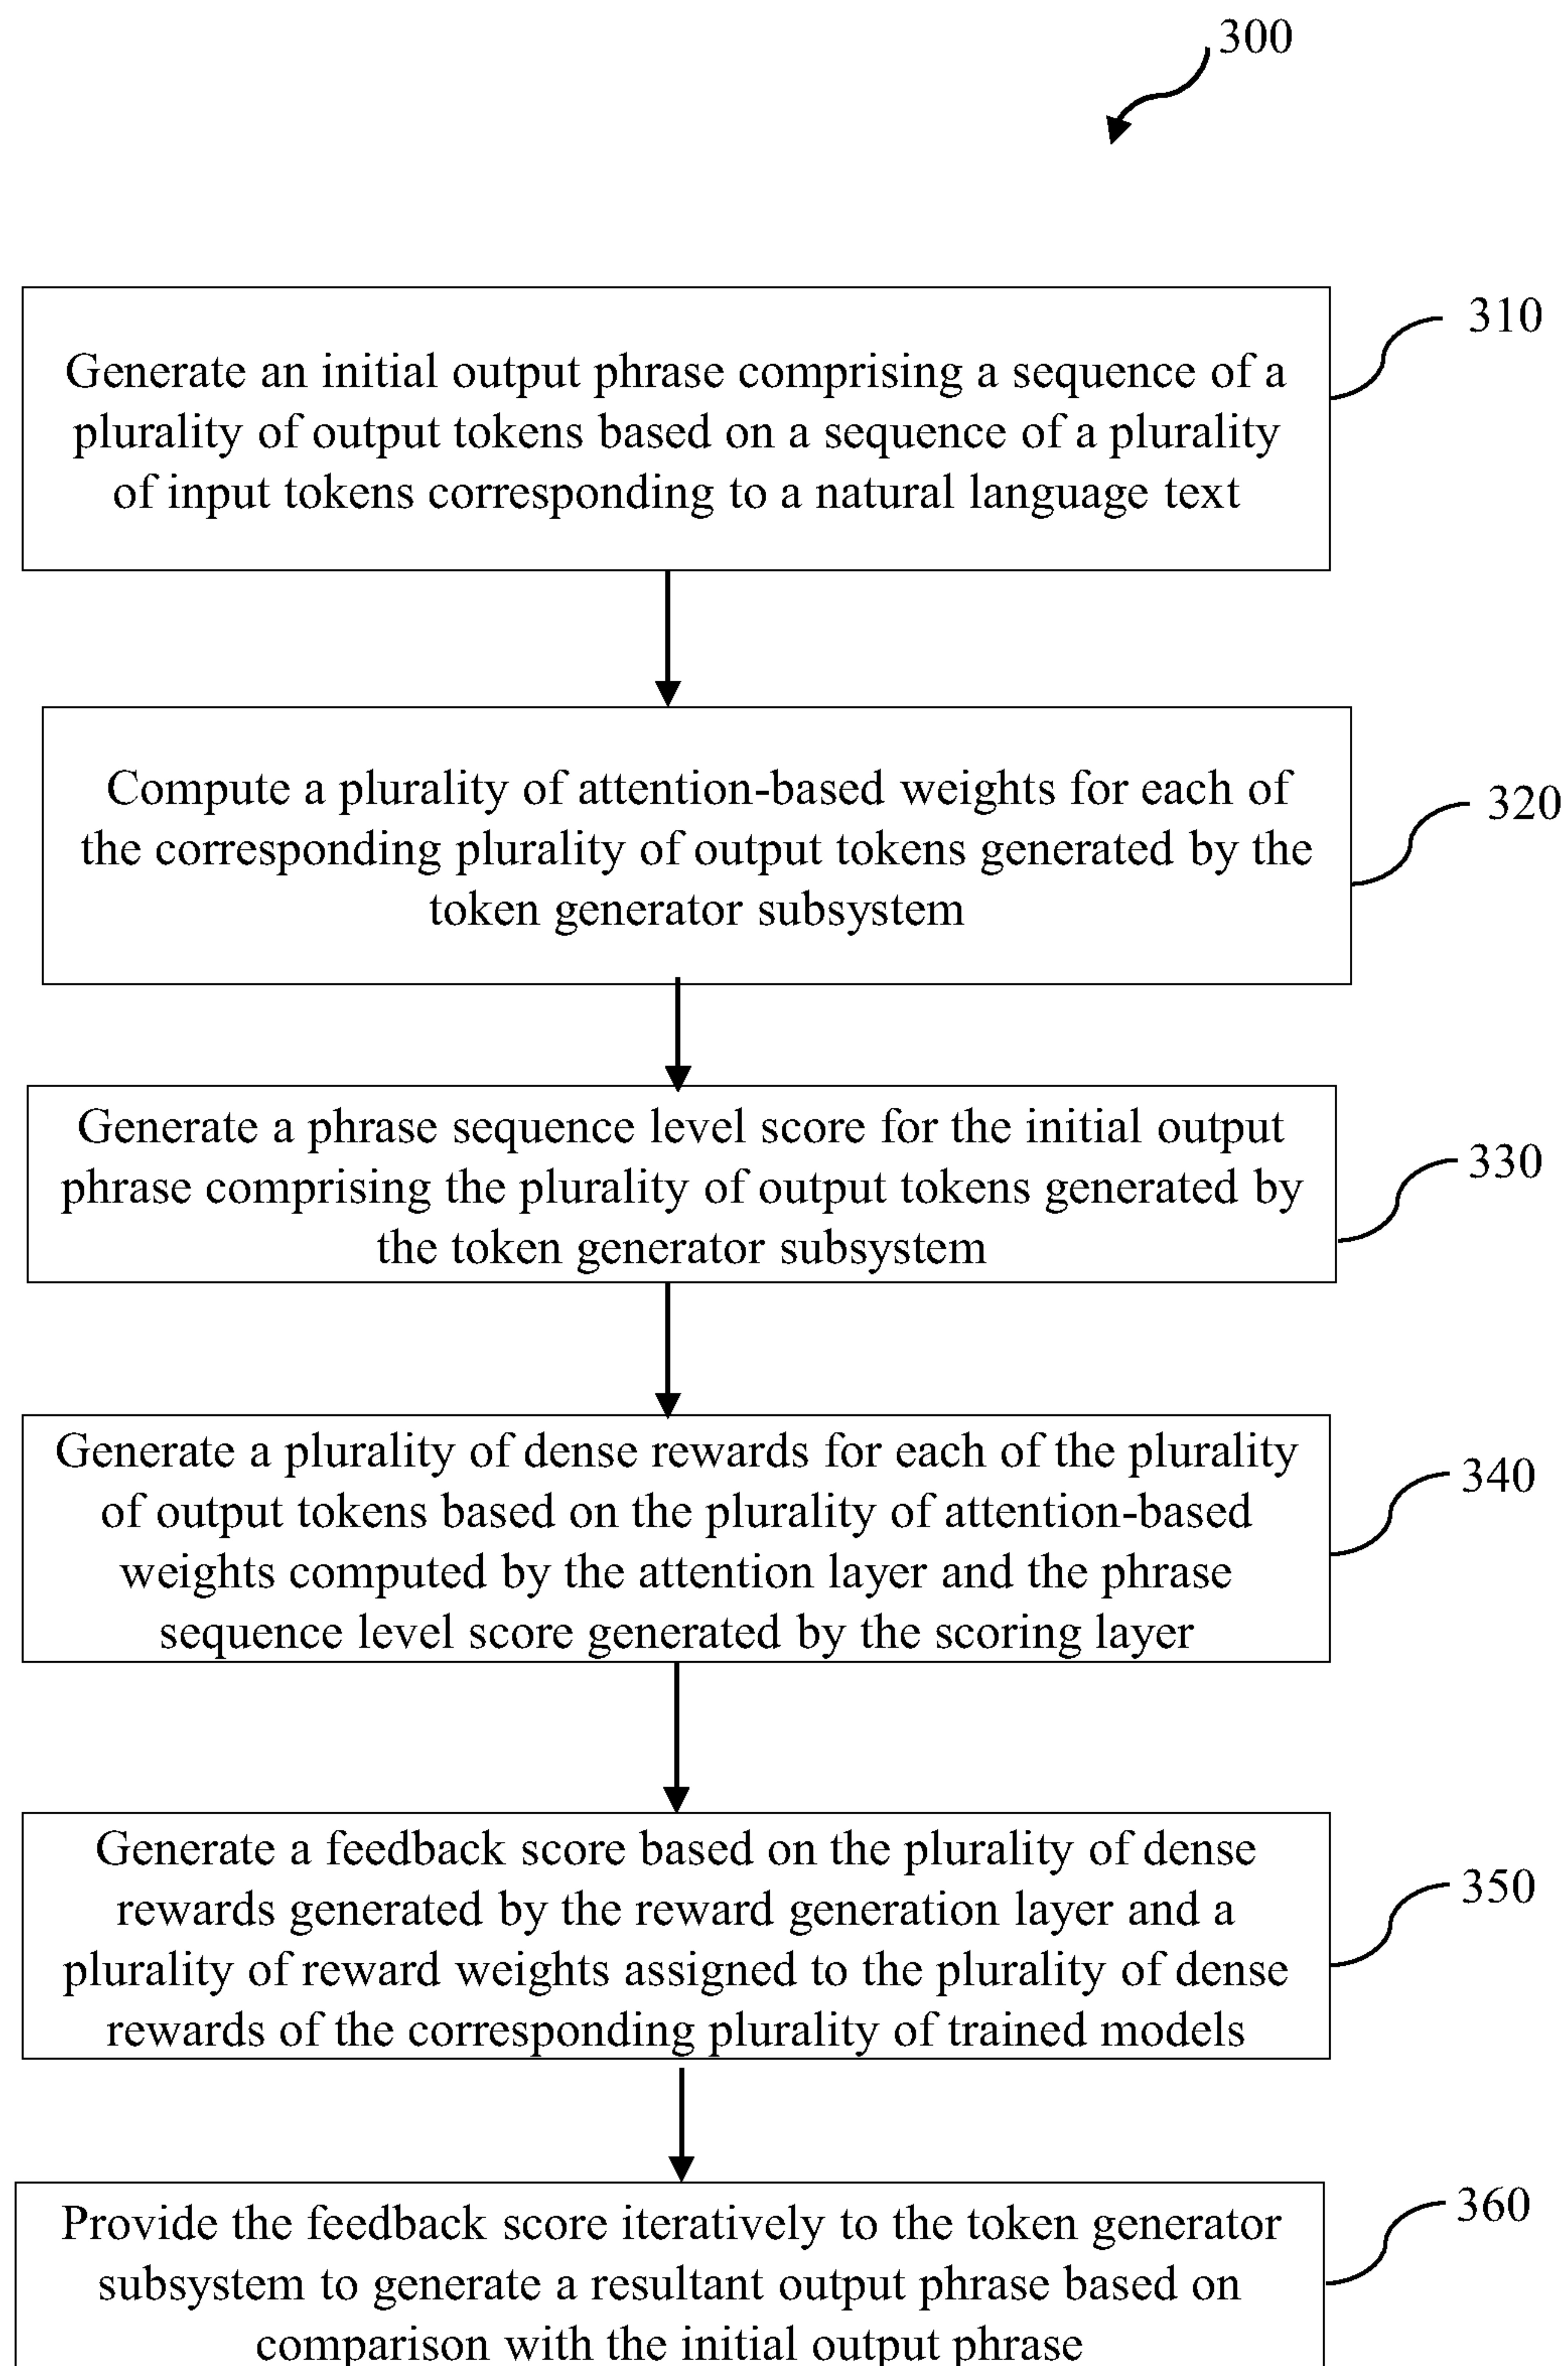 300
310
Generate an initial output phrase comprising a sequence of a
plurality of output tokens based on a sequence of a plurality
of input tokens corresponding to a natural language text
320
Compute a plurality of attention-based weights for each of
the corresponding plurality of output tokens generated by the
token generator subsystem
330
Generate a phrase sequence level score for the initial output
phrase comprising the plurality of output tokens generated by
the token generator subsystem
340
Generate a plurality of dense rewards for each of the plurality
of output tokens based on the plurality of attention-based
weights computed by the attention layer and the phrase
sequence level score generated by the scoring layer
350
Generate a feedback score based on the plurality of dense
rewards generated by the reward generation layer and a
plurality of reward weights assigned to the plurality of dense
rewards of the corresponding plurality of trained models
360
Provide the feedback score iteratively to the token generator
subsystem to generate a resultant output phrase based on
comparison with the initial output phrase